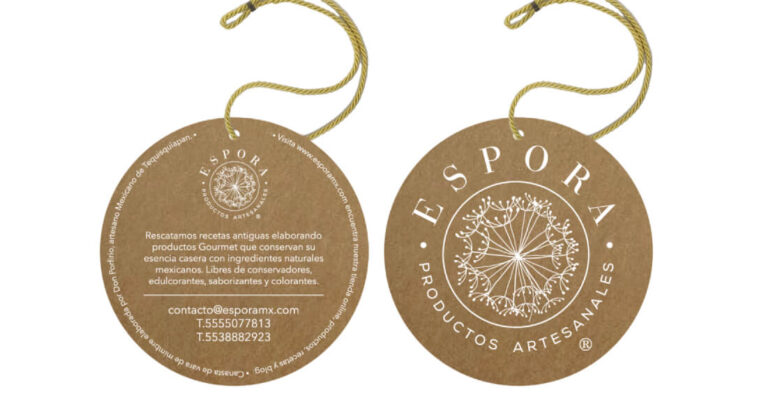 • Visita www.esporamx.com encuentra nuestra tienda online, productos, recetas y blog.
• Canasta de vara de mimbre elaborada por Don Porfirio, artesano Mexicano de Tequisquiapan.
ESPORA
• PRODUCTOS ARTESANALES •
®
Rescatamos recetas antiguas elaborando
productos Gourmet que conservan su
esencia casera con ingredientes naturales
mexicanos. Libres de conservadores,
edulcorantes, saborizantes y colorantes.
contacto@esporamx.com
T.5555077813
T.5538882923
ESPORA
• PRODUCTOS ARTESANALES •
®